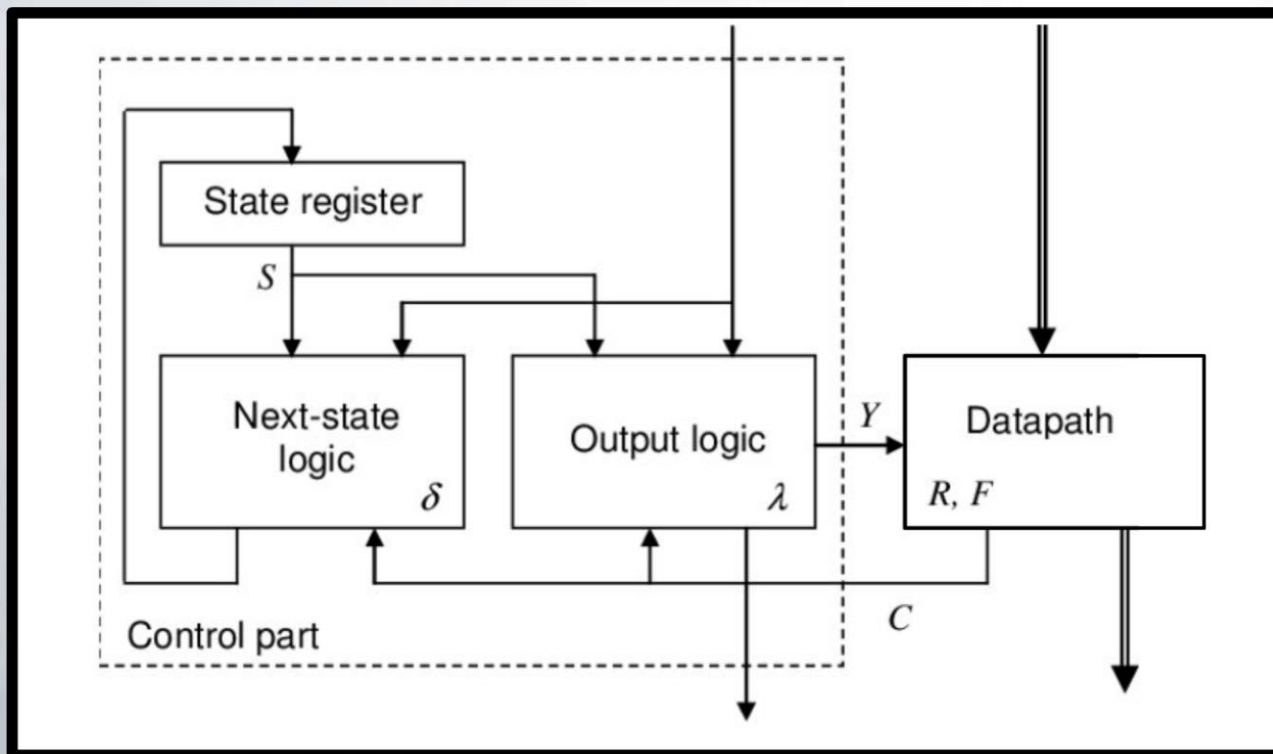 State register
S
Next-state
logic
δ
Output logic
λ
Y
Datapath
R, F
C
Control part